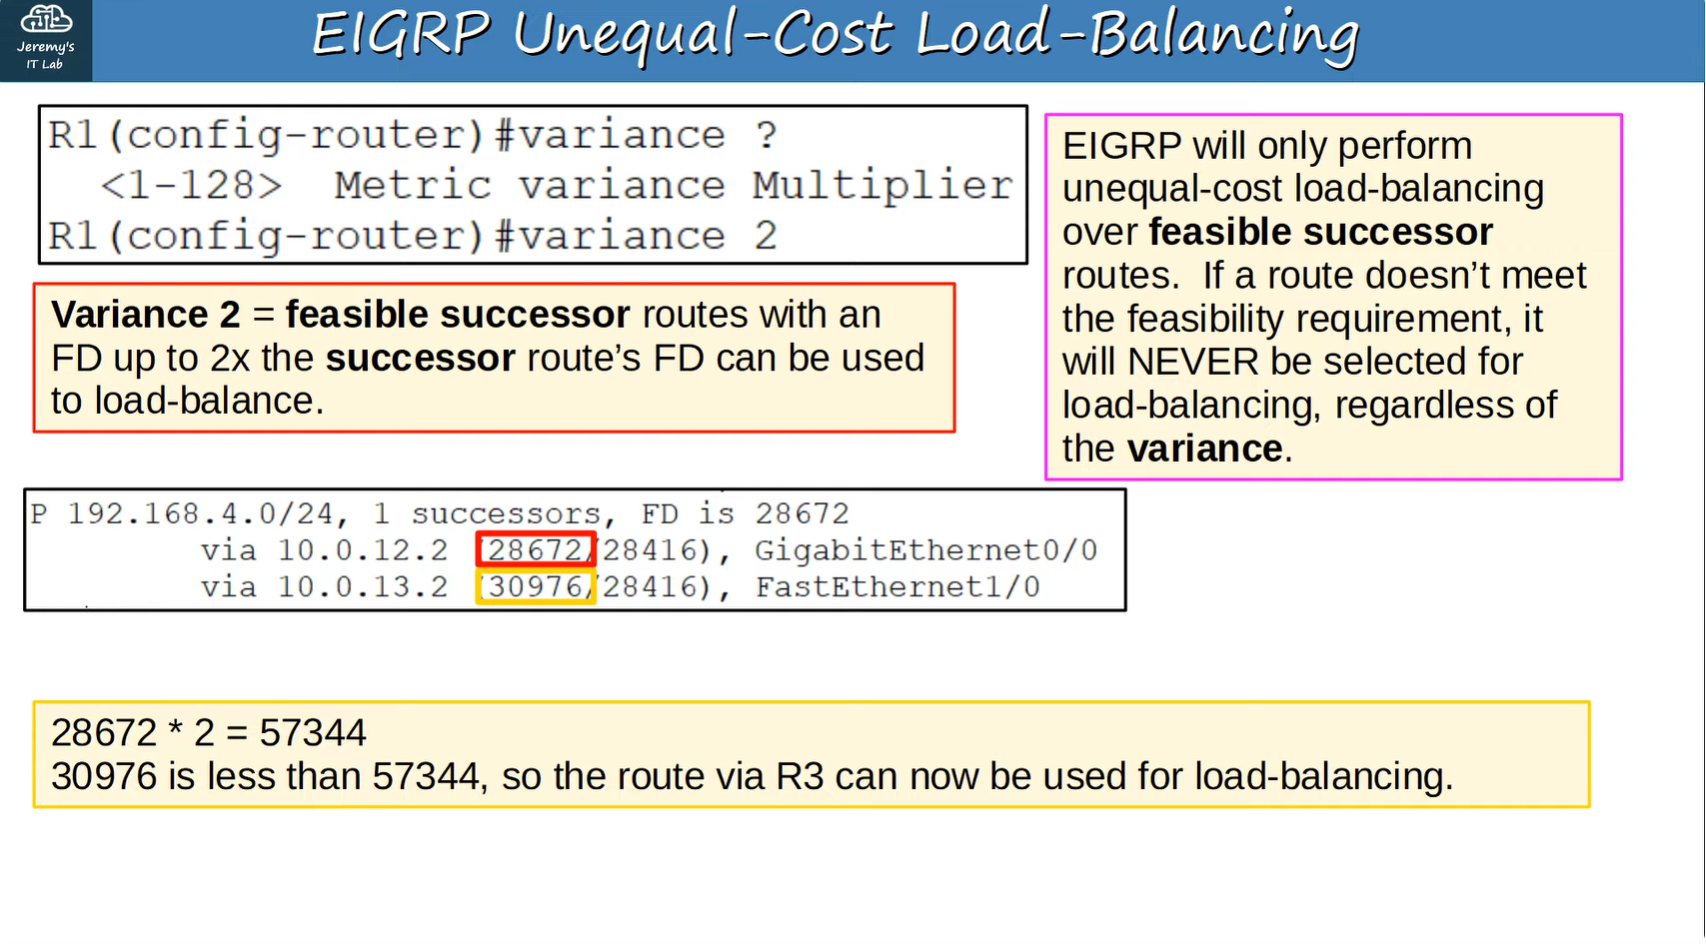 Jeremy's
IT Lab
EIGRP Unequal-Cost Load-Balancing
R1(config-router)#variance ?
<1-128> Metric variance Multiplier
R1(config-router)#variance 2
Variance 2 = feasible successor routes with an
FD up to 2x the successor route's FD can be used
to load-balance.
EIGRP will only perform
unequal-cost load-balancing
over feasible successor
routes. If a route doesn't meet
the feasibility requirement, it
will NEVER be selected for
load-balancing, regardless of
the variance.
P 192.168.4.0/24, 1 successors, FD is 28672
via 10.0.12.2 (28672/28416), GigabitEthernet0/0
via 10.0.13.2 (30976/28416), FastEthernet1/0
28672 * 2 = 57344
30976 is less than 57344, so the route via R3 can now be used for load-balancing.